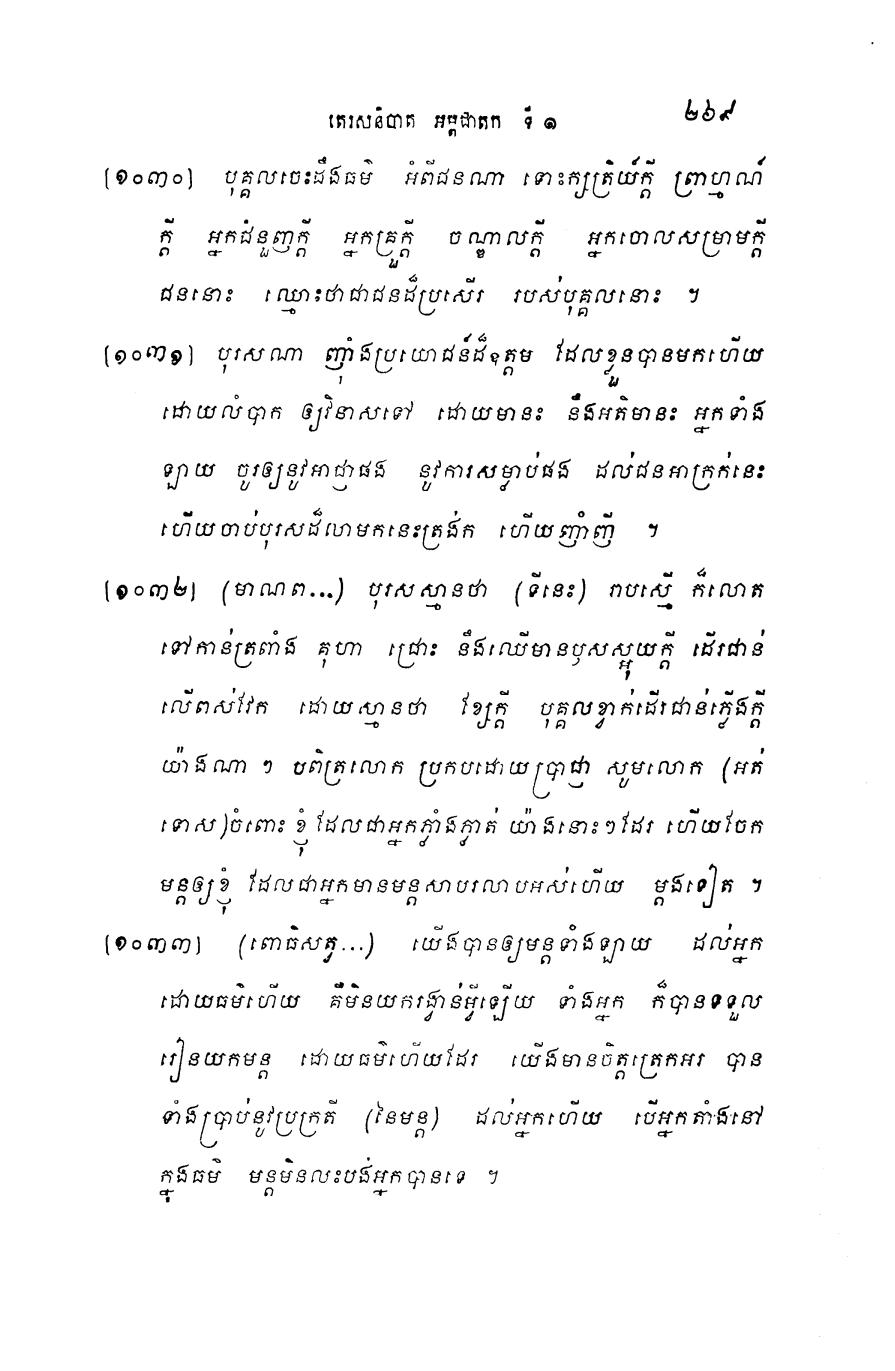 តេរសនិបាត អម្ពជាតក ទី ១ ២៦៩
[១០៣០] បុគ្គលចេះដឹងធម៌ អំពីជនណា ទោះក្សត្រិយ៍ក្ដី ព្រាហ្មណ៍
ក្ដី អ្នកជំនួញក្ដី អ្នកគ្រួក្ដី ចណ្ឌាលក្ដី អ្នកចោលសម្រាមក្ដី
ជននោះ ឈ្មោះថាជាជនដ៏ប្រសើរ របស់បុគ្គលនោះ ។
[១០៣១] បុរសណា ញ៉ាំងប្រយោជន៍ដ៏ឧត្ដម ដែលខ្លួនបានមកហើយ
ដោយលំបាក ឲ្យវិនាសទៅ ដោយមានះ នឹងអតិមានះ អ្នកទាំង
ឡាយ ចូរឲ្យនូវអាជ្ញាផង នូវការសម្លាប់ផង ដល់ជនអាក្រក់នេះ
ហើយចាប់បុរសដ៏លាមកនេះត្រង់ក ហើយញាំញី ។
[១០៣២] (មាណព...) បុរសស្មានថា (ទីនេះ) រាបស្មើ ក៏លោត
ទៅកាន់ត្រពាំង គុហា ជ្រោះ នឹងឈើមានឫសស្អុយក្ដី ដើរជាន់
លើពស់វែក ដោយស្មានថា ខ្សែក្ដី បុគ្គលខ្វាក់ដើរជាន់ភ្លើងក្ដី
យ៉ាងណា ៗ បពិត្រលោក ប្រកបដោយប្រាជ្ញា សូមលោក (អត់
ទោស)ចំពោះ ខ្ញុំ ដែលជាអ្នកភ្លាំងភ្លាត់ យ៉ាងនោះៗដែរ ហើយចែក
មន្តឲ្យខ្ញុំ ដែលជាអ្នកមានមន្តសាបរលាបអស់ហើយ ម្ដងទៀត ។
[១០៣៣] (ពោធិសត្វ...) យើងបានឲ្យមន្តទាំងឡាយ ដល់អ្នក
ដោយធម៌ហើយ គឺមិនយករង្វាន់អ្វីឡើយ ទាំងអ្នក ក៏បានទទួល
រៀនយកមន្ត ដោយធម៌ហើយដែរ យើងមានចិត្តត្រេកអរ បាន
ទាំងប្រាប់នូវប្រក្រតី (នៃមន្ត) ដល់អ្នកហើយ បើអ្នកតាំងនៅ
ក្នុងធម៌ មន្តមិនលះបង់អ្នកបានទេ ។